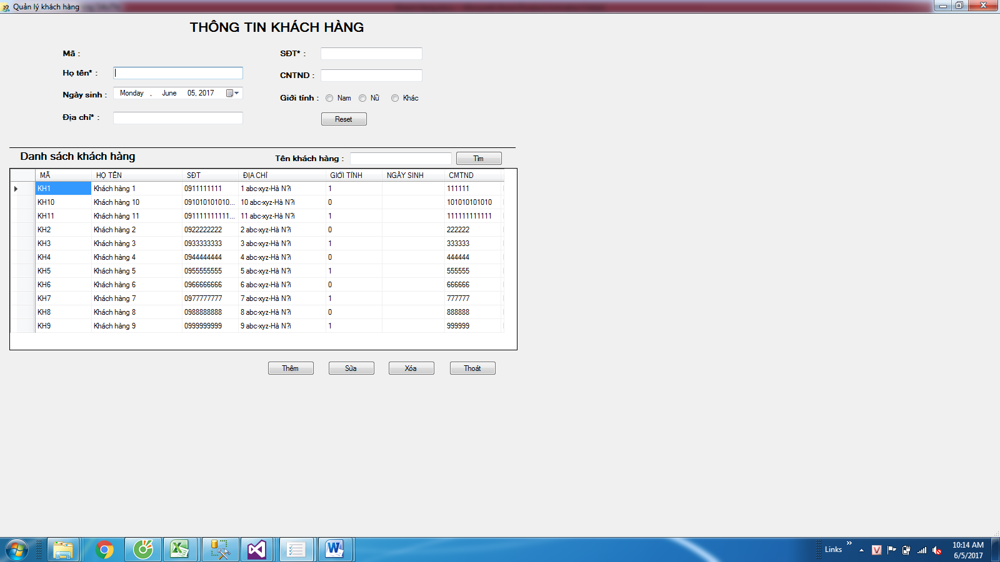 Quản lý khách hàng
THÔNG TIN KHÁCH HÀNG
Mã :
SĐT* :
Họ tên* :
CNTND :
Ngày sinh : Monday , June 05, 2017
Giới tính : Nam Nữ Khác
Địa chỉ* :
Reset
Danh sách khách hàng
Tên khách hàng : Tìm
MÃ HỌ TÊN SĐT ĐỊA CHỈ GIỚI TÍNH NGÀY SINH CMTND
KH1 Khách hàng 1 0911111111 1 abc-xyz-Hà N?i 1 111111
KH10 Khách hàng 10 091010101010... 10 abc-xyz-Hà N?i 0 101010101010
KH11 Khách hàng 11 091111111111... 11 abc-xyz-Hà N?i 1 111111111111
KH2 Khách hàng 2 0922222222 2 abc-xyz-Hà N?i 0 222222
KH3 Khách hàng 3 0933333333 3 abc-xyz-Hà N?i 1 333333
KH4 Khách hàng 4 0944444444 4 abc-xyz-Hà N?i 0 444444
KH5 Khách hàng 5 0955555555 5 abc-xyz-Hà N?i 1 555555
KH6 Khách hàng 6 0966666666 6 abc-xyz-Hà N?i 0 666666
KH7 Khách hàng 7 0977777777 7 abc-xyz-Hà N?i 1 777777
KH8 Khách hàng 8 0988888888 8 abc-xyz-Hà N?i 0 888888
KH9 Khách hàng 9 0999999999 9 abc-xyz-Hà N?i 1 999999
Thêm Sửa Xóa Thoát
Links » 10:14 AM
6/5/2017